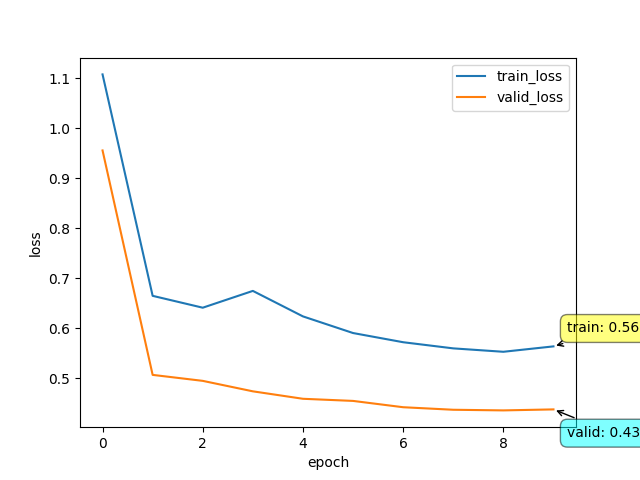 train_loss
valid_loss
1.1
1.0
0.9
0.8
0.7
0.6
0.5
loss
train: 0.56
valid: 0.43
0 2 4 6 8
epoch